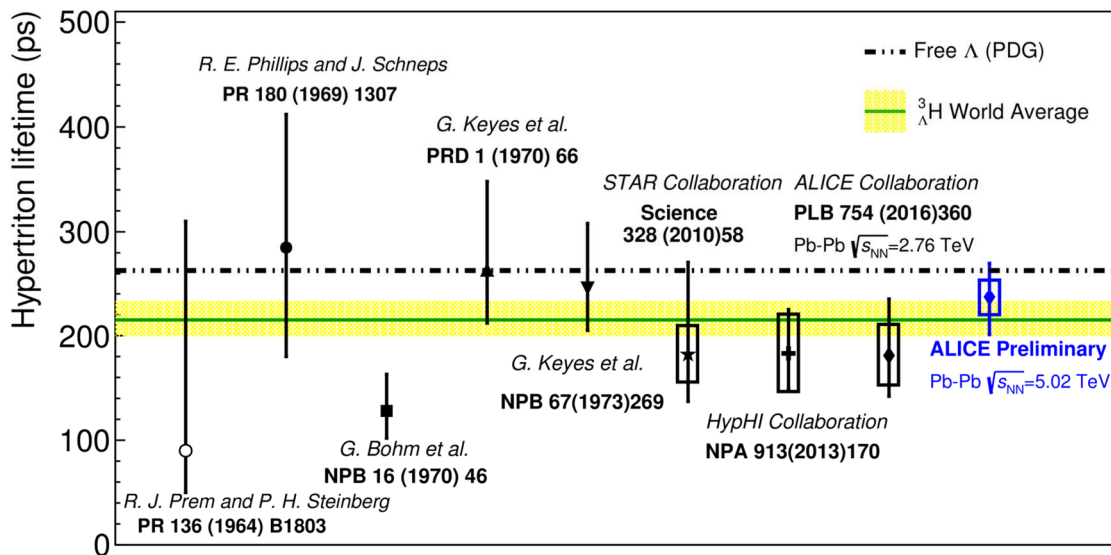 Hypertriton lifetime (ps)
500
400
300
200
100
0
R. E. Phillips and J. Schneps
PR 180 (1969) 1307
G. Keyes et al.
PRD 1 (1970) 66
Free Λ (PDG)
³ΛH World Average
STAR Collaboration
Science
328 (2010)58
ALICE Collaboration
PLB 754 (2016)360
Pb-Pb √sNN=2.76 TeV
G. Keyes et al.
NPB 67(1973)269
ALICE Preliminary
Pb-Pb √sNN=5.02 TeV
HypHI Collaboration
NPA 913(2013)170
G. Bohm et al.
NPB 16 (1970) 46
R. J. Prem and P. H. Steinberg
PR 136 (1964) B1803